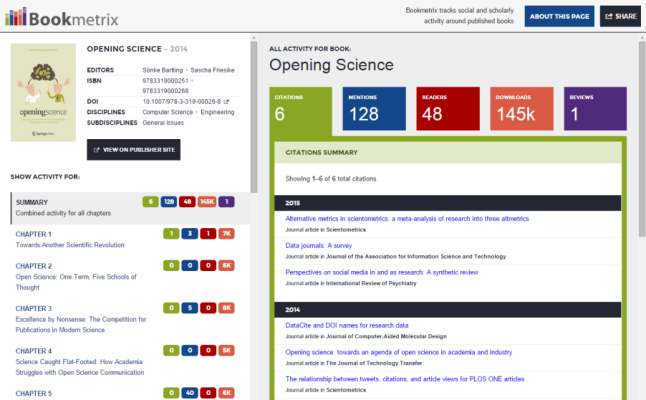 Bookmetrix
Bookmetrix tracks social and scholarly
activity around published books
ABOUT THIS PAGE
SHARE
openingscience
OPENING SCIENCE - 2014
EDITORS Sönke Bartling · Sascha Friesike
ISBN 9783319000251 -
9783319000268
DOI 10.1007/978-3-319-00026-8
DISCIPLINES Computer Science · Engineering
SUBDISCIPLINES General Issues
VIEW ON PUBLISHER SITE
SHOW ACTIVITY FOR:
SUMMARY 6 128 48 145K 1
Combined activity for all chapters
CHAPTER 1 1 3 1 7K
Towards Another Scientific Revolution
CHAPTER 2 0 0 0 6K
Open Science: One Term, Five Schools of
Thought
CHAPTER 3 0 5 0 8K
Excellence by Nonsense: The Competition for
Publications in Modern Science
CHAPTER 4 0 0 0 5K
Science Caught Flat-Footed: How Academia
Struggles with Open Science Communication
CHAPTER 5 0 40 0 8K
ALL ACTIVITY FOR BOOK:
Opening Science
CITATIONS MENTIONS READERS DOWNLOADS REVIEWS
6 128 48 145k 1
CITATIONS SUMMARY
Showing 1–6 of 6 total citations
2015
Alternative metrics in scientometrics: a meta-analysis of research into three altmetrics
Journal article in Scientometrics
Data journals: A survey
Journal article in Journal of the Association for Information Science and Technology
Perspectives on social media in and as research: A synthetic review
Journal article in International Review of Psychiatry
2014
DataCite and DOI names for research data
Journal article in Journal of Computer-Aided Molecular Design
Opening science: towards an agenda of open science in academia and industry
Journal article in The Journal of Technology Transfer
The relationship between tweets, citations, and article views for PLOS ONE articles
Journal article in Scientometrics